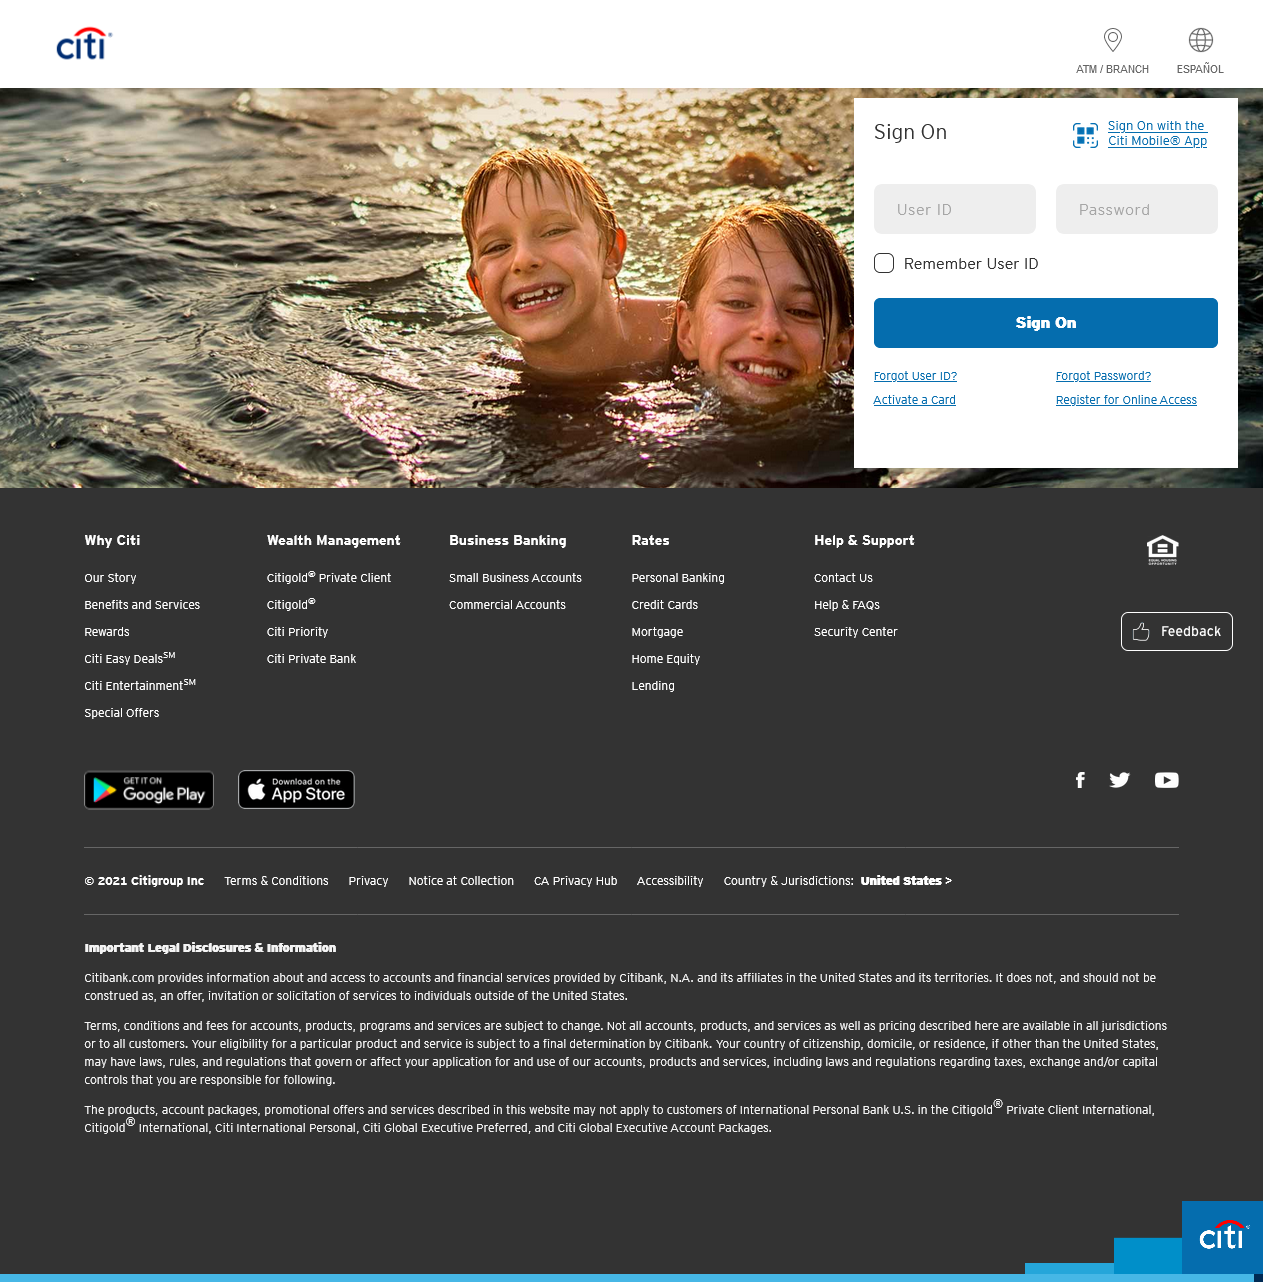 citi
ATM / BRANCH
ESPAÑOL
Sign On
Sign On with the
Citi Mobile® App
User ID
Password
Remember User ID
Sign On
Forgot User ID?
Forgot Password?
Activate a Card
Register for Online Access
Why Citi
Our Story
Benefits and Services
Rewards
Citi Easy Deals℠
Citi Entertainment℠
Special Offers
Wealth Management
Citigold® Private Client
Citigold®
Citi Priority
Citi Private Bank
Business Banking
Small Business Accounts
Commercial Accounts
Rates
Personal Banking
Credit Cards
Mortgage
Home Equity
Lending
Help & Support
Contact Us
Help & FAQs
Security Center
EQUAL HOUSING
OPPORTUNITY
Feedback
GET IT ON
Google Play
Download on the
App Store
© 2021 Citigroup Inc
Terms & Conditions
Privacy
Notice at Collection
CA Privacy Hub
Accessibility
Country & Jurisdictions: United States >
Important Legal Disclosures & Information
Citibank.com provides information about and access to accounts and financial services provided by Citibank, N.A. and its affiliates in the United States and its territories. It does not, and should not be
construed as, an offer, invitation or solicitation of services to individuals outside of the United States.
Terms, conditions and fees for accounts, products, programs and services are subject to change. Not all accounts, products, and services as well as pricing described here are available in all jurisdictions
or to all customers. Your eligibility for a particular product and service is subject to a final determination by Citibank. Your country of citizenship, domicile, or residence, if other than the United States,
may have laws, rules, and regulations that govern or affect your application for and use of our accounts, products and services, including laws and regulations regarding taxes, exchange and/or capital
controls that you are responsible for following.
The products, account packages, promotional offers and services described in this website may not apply to customers of International Personal Bank U.S. in the Citigold® Private Client International,
Citigold® International, Citi International Personal, Citi Global Executive Preferred, and Citi Global Executive Account Packages.
citi